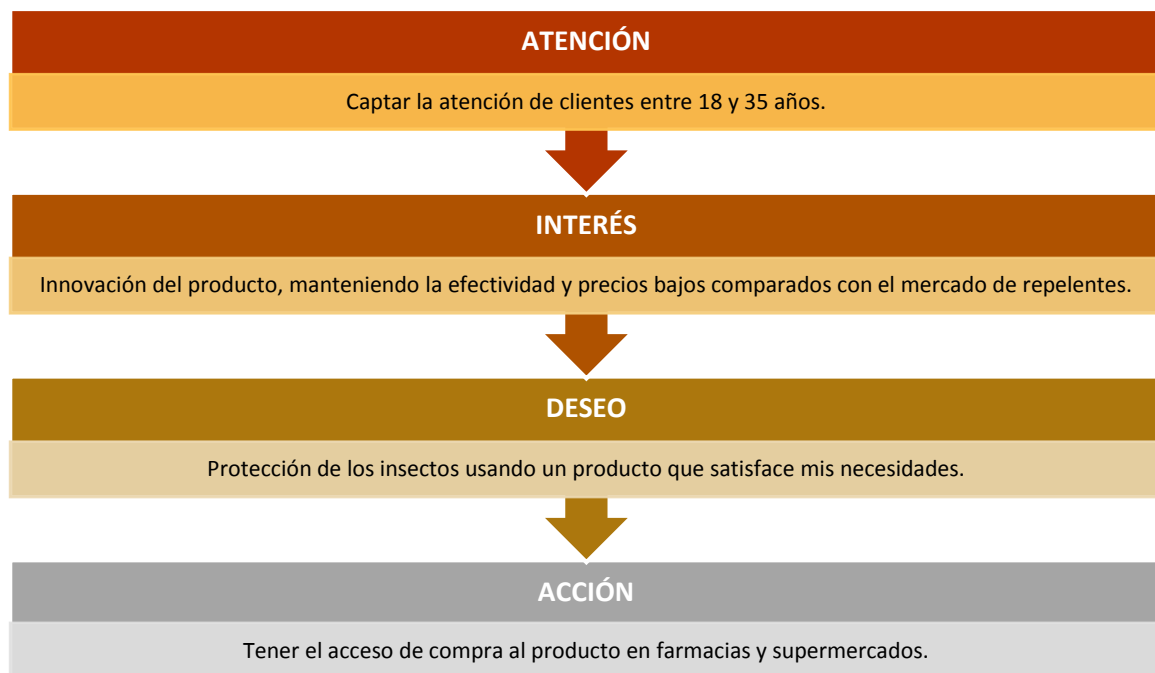 ATENCIÓN
Captar la atención de clientes entre 18 y 35 años.
INTERÉS
Innovación del producto, manteniendo la efectividad y precios bajos comparados con el mercado de repelentes.
DESEO
Protección de los insectos usando un producto que satisface mis necesidades.
ACCIÓN
Tener el acceso de compra al producto en farmacias y supermercados.